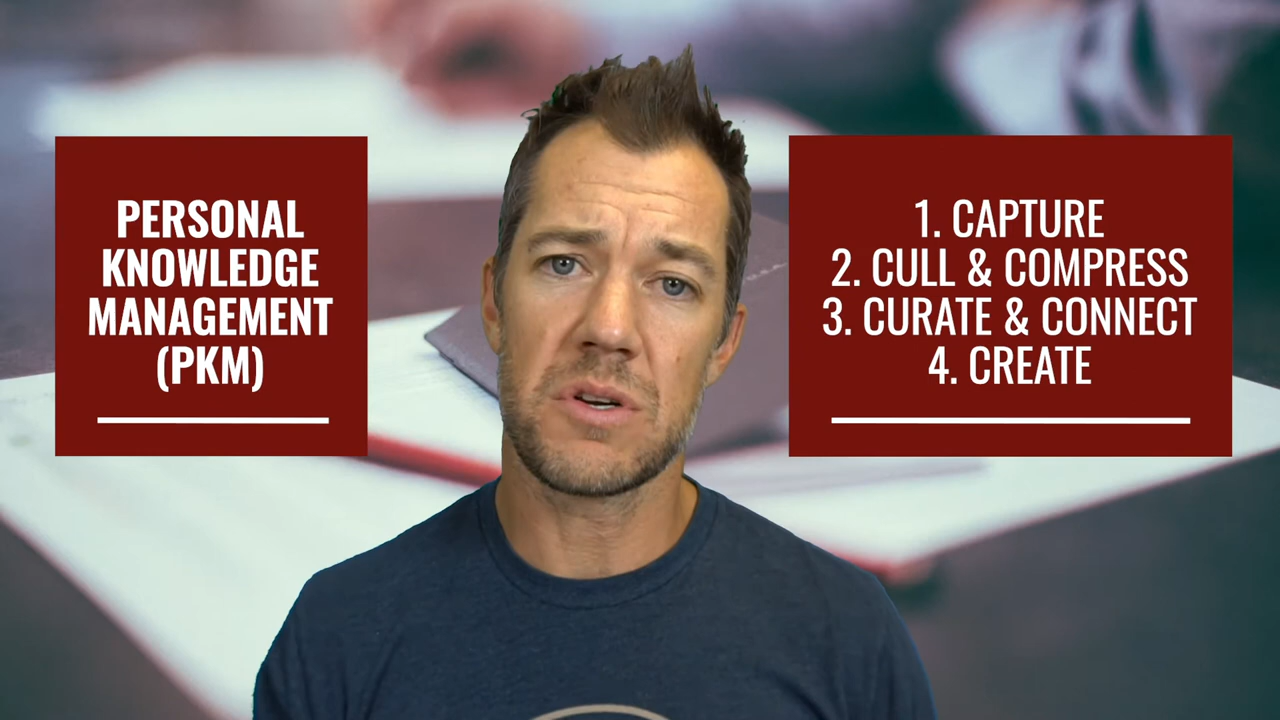 PERSONAL
KNOWLEDGE
MANAGEMENT
(PKM)
1. CAPTURE
2. CULL & COMPRESS
3. CURATE & CONNECT
4. CREATE